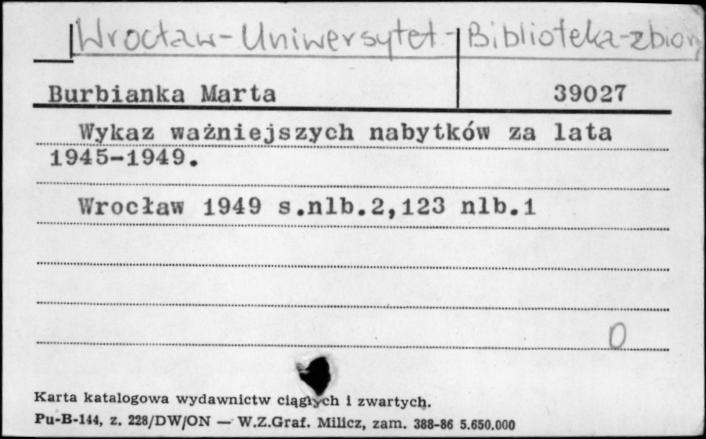 Wrocław-Uniwersytet-Biblioteka-zbiory
Burbianka Marta 39027
Wykaz ważniejszych nabytków za lata
1945-1949.
Wrocław 1949 s.nlb.2,123 nlb.1
0
Karta katalogowa wydawnictw ciągłych i zwartych.
Pu-B-144, z. 228/DW/ON — W.Z.Graf. Milicz, zam. 388-86 5.650.000